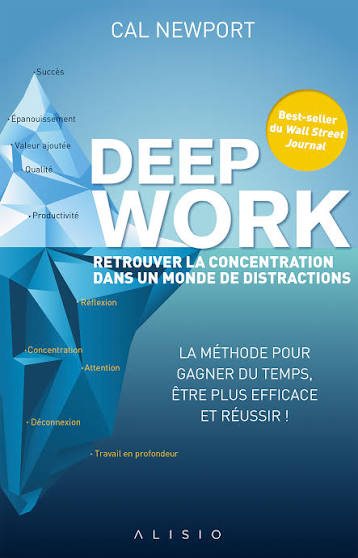 CAL NEWPORT
Succès
Épanouissement
Valeur ajoutée
Qualité
Productivité
Best-seller
du Wall Street
Journal
DEEP
WORK
RETROUVER LA CONCENTRATION
DANS UN MONDE DE DISTRACTIONS
Réflexion
Concentration
Attention
Déconnexion
Travail en profondeur
LA MÉTHODE POUR
GAGNER DU TEMPS,
ÊTRE PLUS EFFICACE
ET RÉUSSIR !
ALISIO